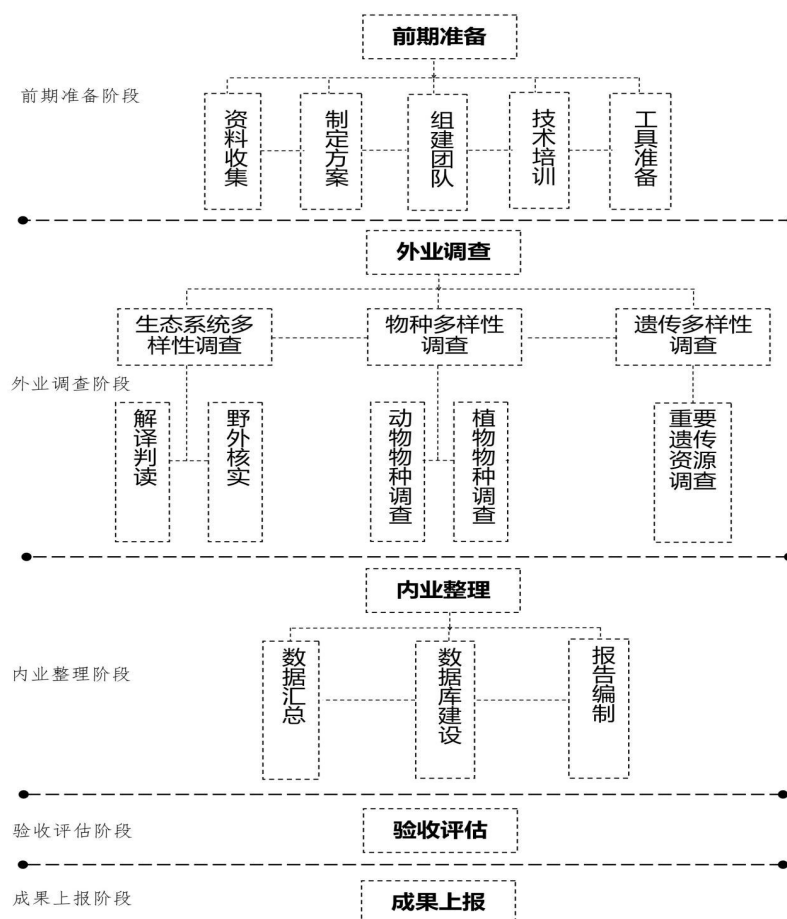 前期准备
前期准备阶段
资料收集
制定方案
组建团队
技术培训
工具准备
外业调查
生态系统多
样性调查
物种多样性
调查
遗传多样性
调查
外业调查阶段
解译判读
野外核实
动物物种调查
植物物种调查
重要
遗传
资源
调查
内业整理
内业整理阶段
数据汇总
数据库建设
报告编制
验收评估阶段
验收评估
成果上报阶段
成果上报